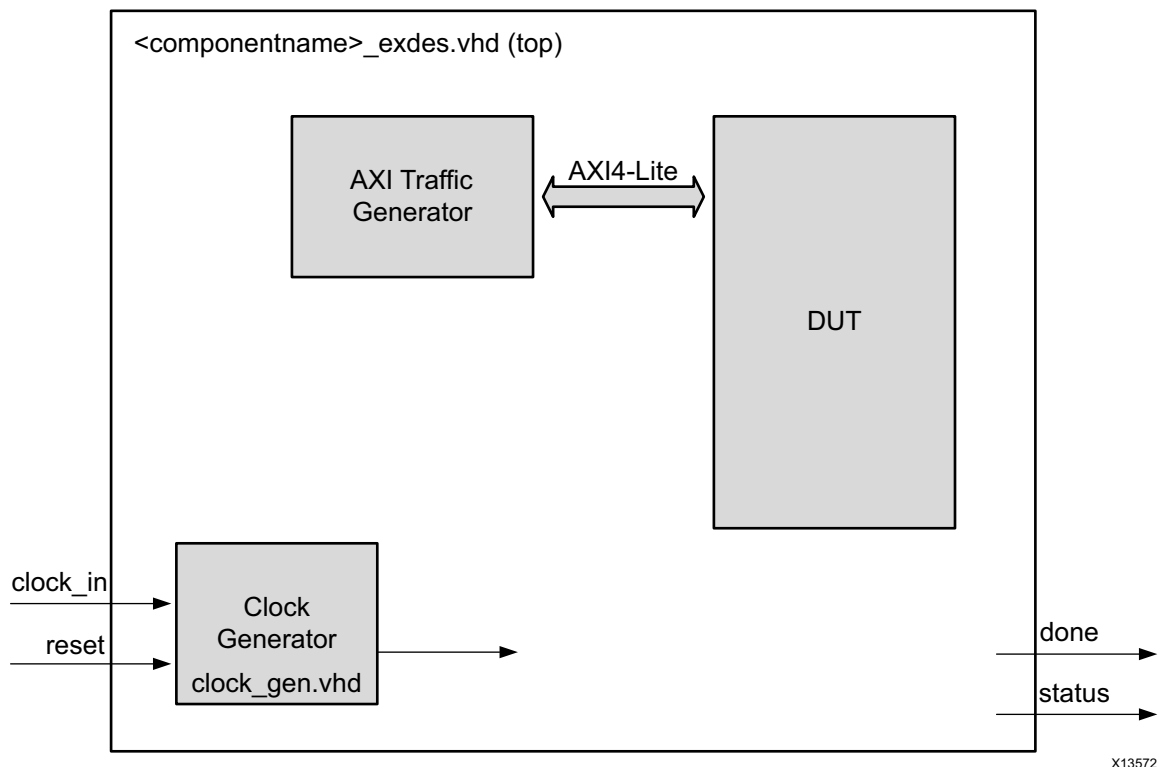 <componentname>_exdes.vhd (top)
AXI Traffic
Generator
AXI4-Lite
DUT
clock_in
reset
Clock
Generator
clock_gen.vhd
done
status
X13572